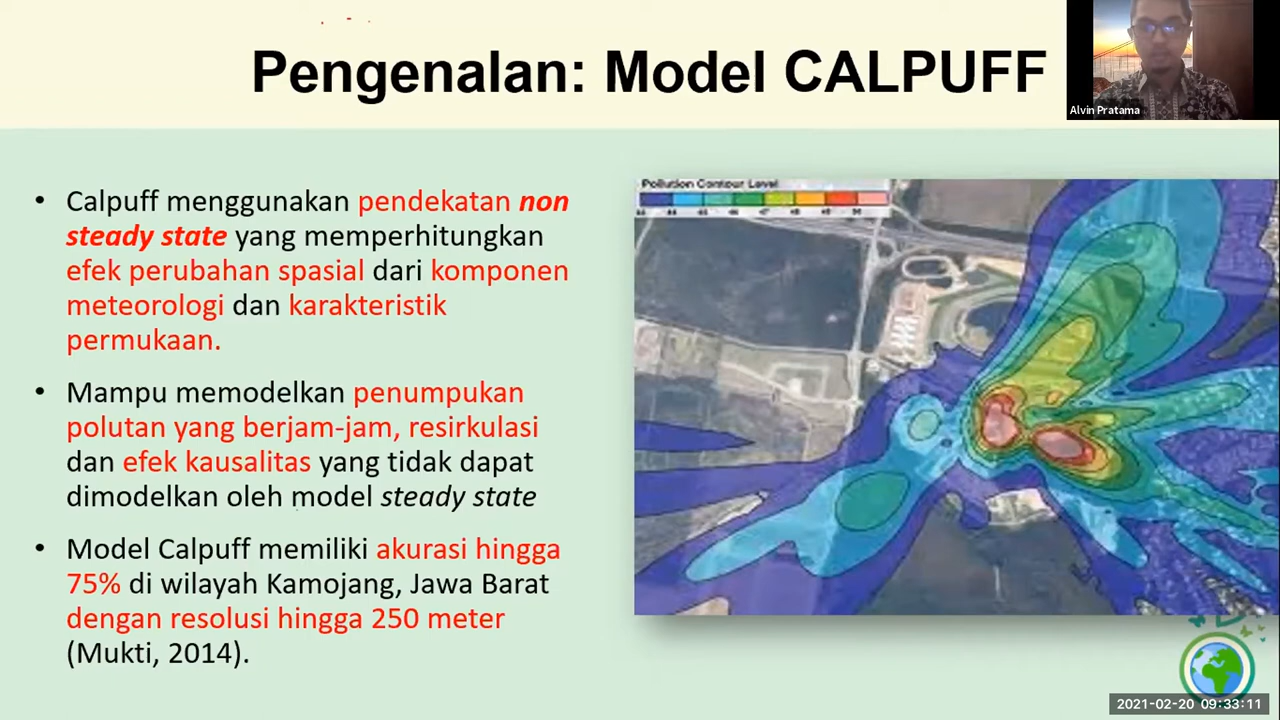 Pengenalan: Model CALPUFF
Alvin Pratama
• Calpuff menggunakan pendekatan non
steady state yang memperhitungkan
efek perubahan spasial dari komponen
meteorologi dan karakteristik
permukaan.
• Mampu memodelkan penumpukan
polutan yang berjam-jam, resirkulasi
dan efek kausalitas yang tidak dapat
dimodelkan oleh model steady state
• Model Calpuff memiliki akurasi hingga
75% di wilayah Kamojang, Jawa Barat
dengan resolusi hingga 250 meter
(Mukti, 2014).
Pollution Contour Level
2021-02-20 09:33:11